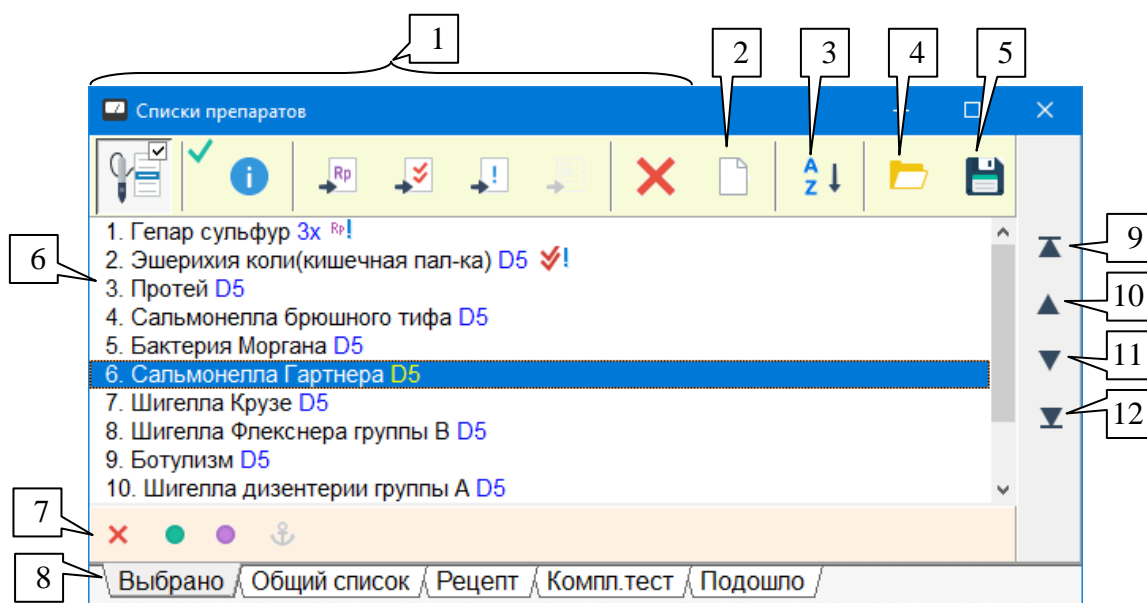 1
2
3
4
5
Списки препаратов
i
Rp
!
A
Z
1. Гепар сульфур 3x Rp!
2. Эшерихия коли(кишечная пал-ка) D5 !
3. Протей D5
4. Сальмонелла брюшного тифа D5
5. Бактерия Моргана D5
6. Сальмонелла Гартнера D5
7. Шигелла Крузе D5
8. Шигелла Флекснера группы В D5
9. Ботулизм D5
10. Шигелла дизентерии группы А D5
6
9
10
11
12
7
8
Выбрано
Общий список
Рецепт
Компл.тест
Подошло